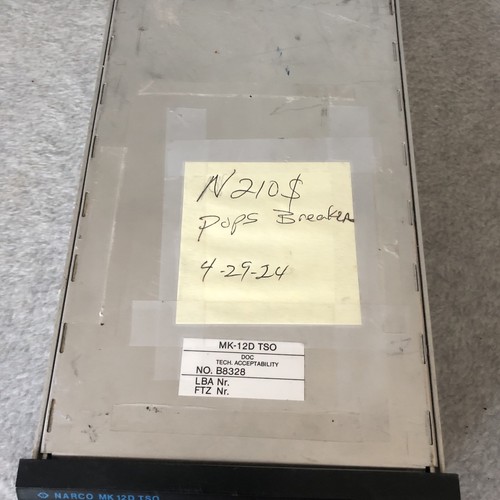 N210$
Pops Breaker
4-29-24
MK-12D TSO
DOC
TECH. ACCEPTABILITY
NO. B8328
LBA Nr.
FTZ Nr.
NARCO MK 12D TSO